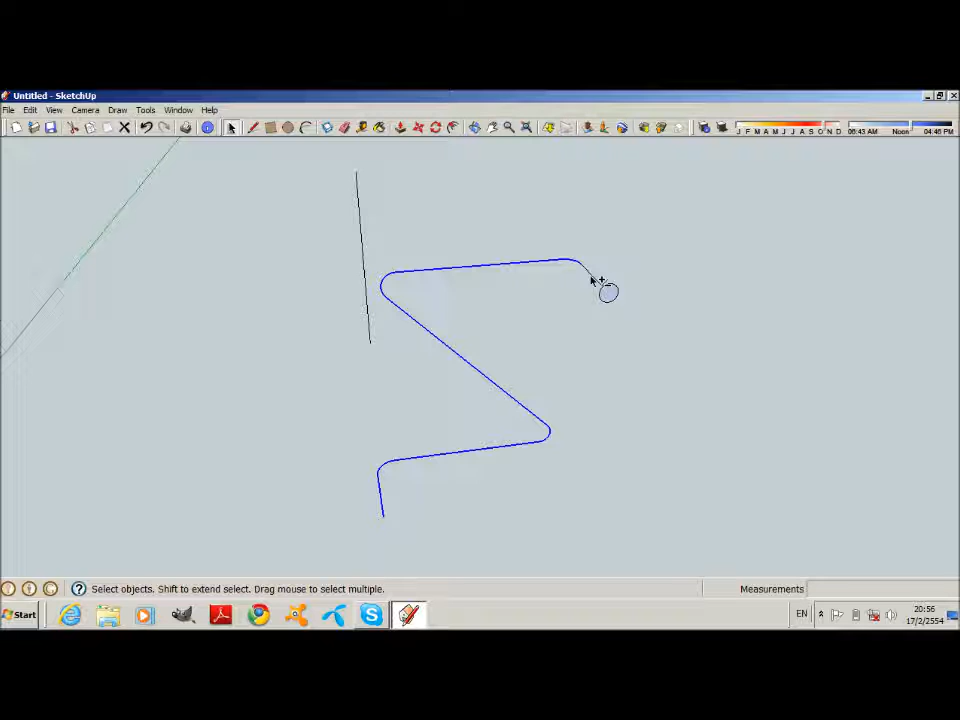 Untitled - SketchUp
File Edit View Camera Draw Tools Window Help
J F M A M J J A S O N D 06:43 AM Noon 04:46 PM
Select objects. Shift to extend select. Drag mouse to select multiple. Measurements
Start EN 20:56
17/2/2554